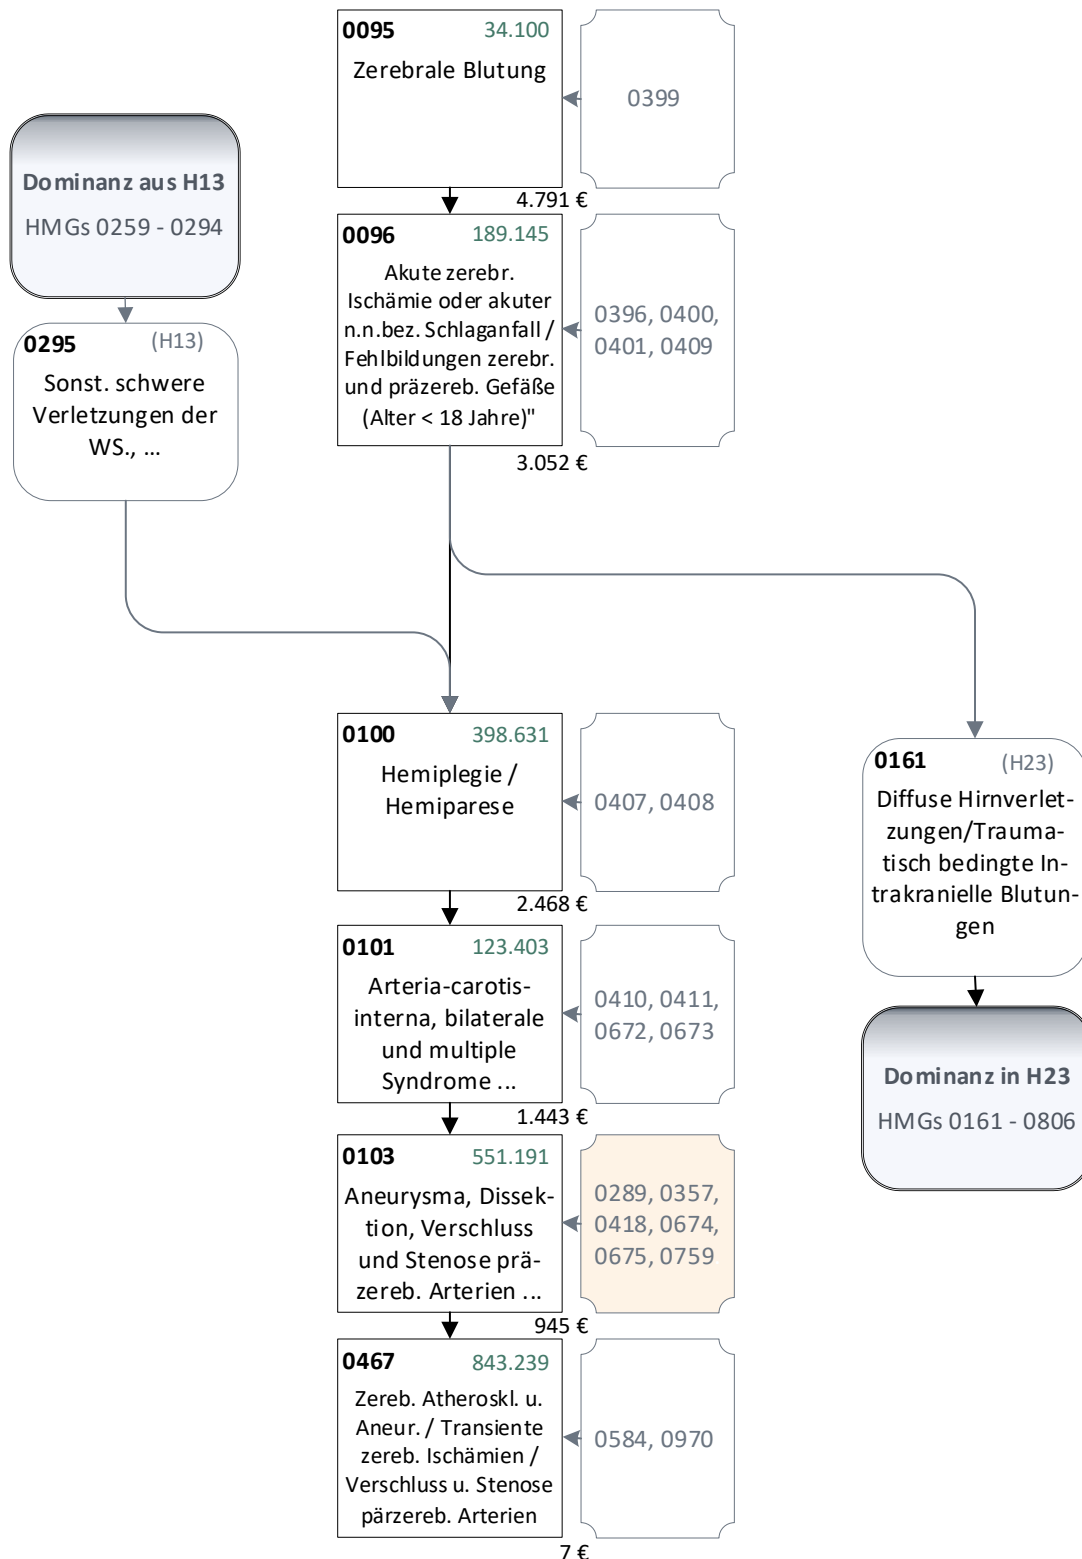 0095 34.100
Zerebrale Blutung
0399
4.791 €
Dominanz aus H13
HMGs 0259 - 0294
0096 189.145
Akute zerebr.
Ischämie oder akuter
n.n.bez. Schlaganfall /
Fehlbildungen zerebr.
und präzereb. Gefäße
(Alter < 18 Jahre)"
0396, 0400,
0401, 0409
3.052 €
0295 (H13)
Sonst. schwere
Verletzungen der
WS., ...
0100 398.631
Hemiplegie /
Hemiparese
0407, 0408
2.468 €
0161 (H23)
Diffuse Hirnverlet-
zungen/Trauma-
tisch bedingte In-
trakranielle Blutun-
gen
0101 123.403
Arteria-carotis-
interna, bilaterale
und multiple
Syndrome ...
0410, 0411,
0672, 0673
1.443 €
Dominanz in H23
HMGs 0161 - 0806
0103 551.191
Aneurysma, Dissek-
tion, Verschluss
und Stenose prä-
zereb. Arterien ...
0289, 0357,
0418, 0674,
0675, 0759
945 €
0467 843.239
Zereb. Atheroskl. u.
Aneur. / Transiente
zereb. Ischämien /
Verschluss u. Stenose
pärzereb. Arterien
0584, 0970
7 €